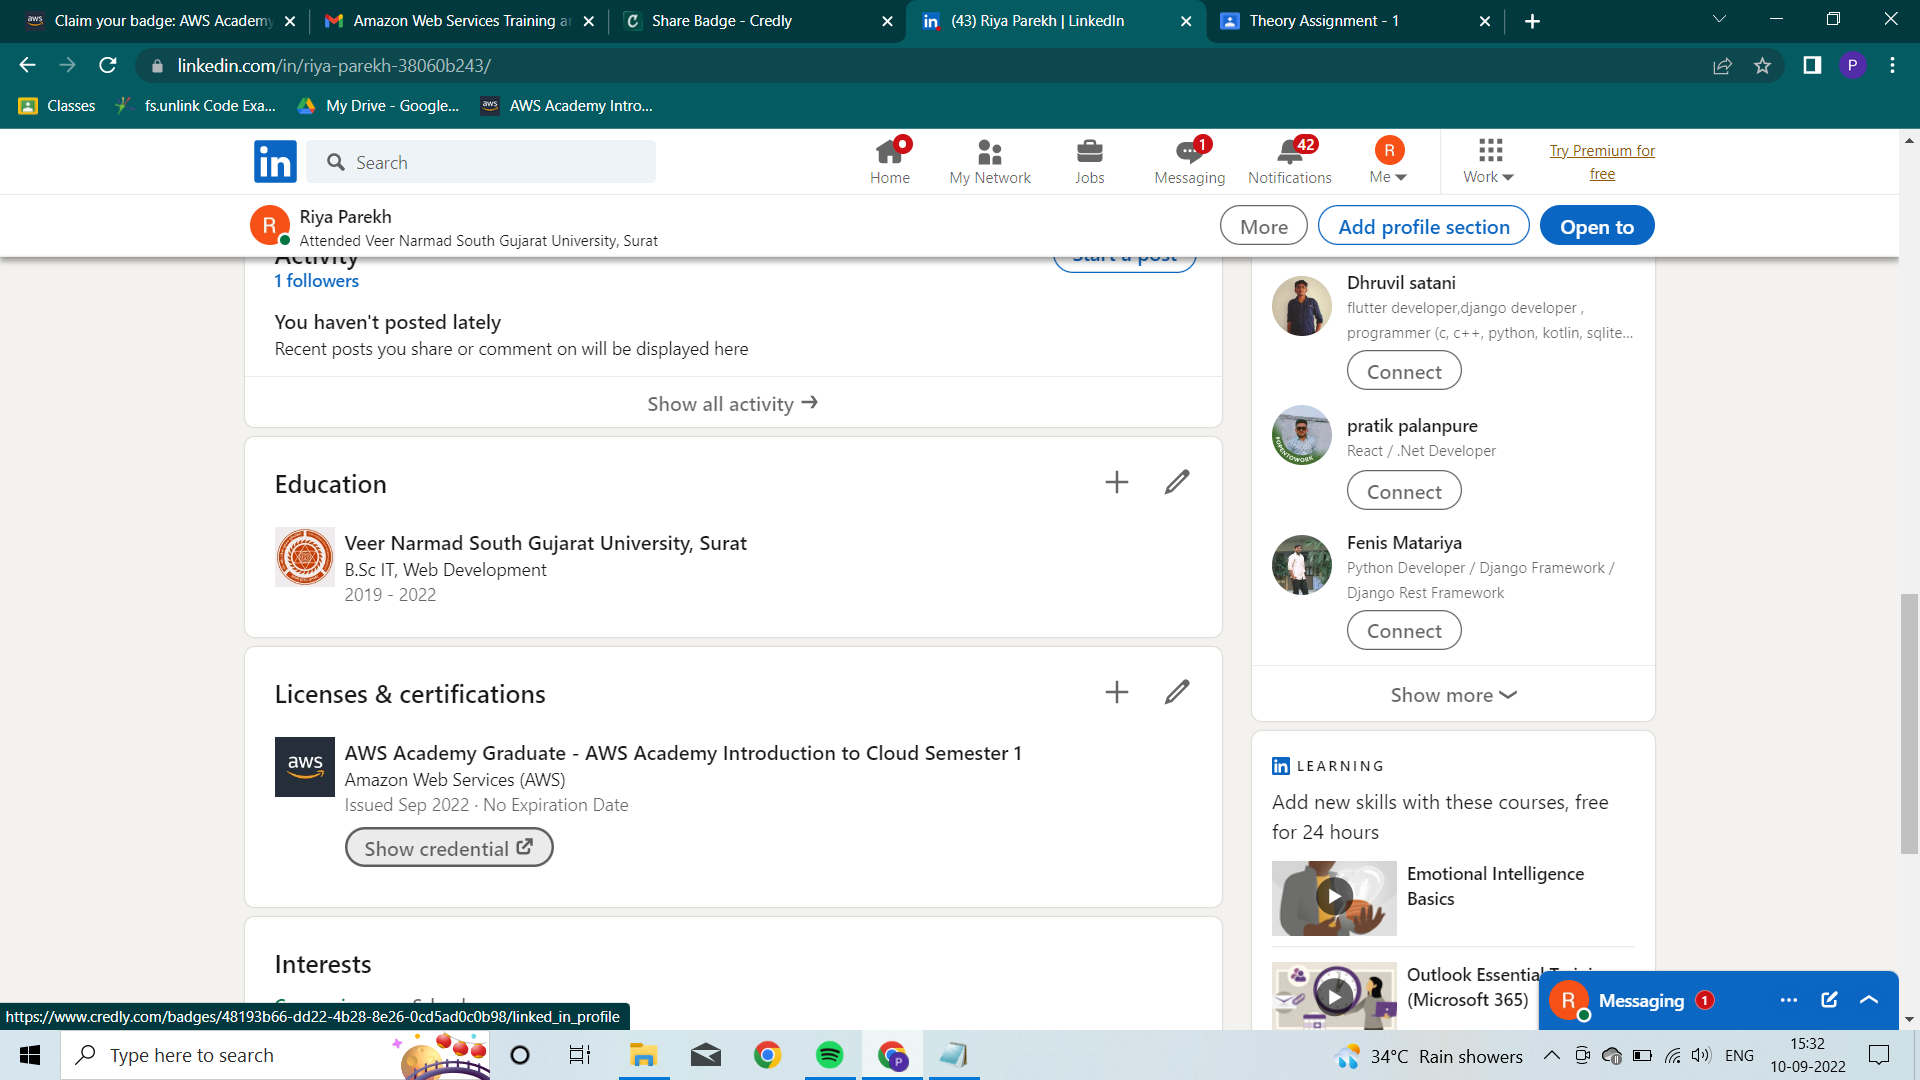 Claim your badge: AWS Academy
Amazon Web Services Training a
Share Badge - Credly
(43) Riya Parekh | LinkedIn
Theory Assignment - 1
linkedin.com/in/riya-parekh-38060b243/
P
Classes
fs.unlink Code Exa...
My Drive - Google...
aws
AWS Academy Intro...
in
Search
Home
My Network
Jobs
1
Messaging
42
Notifications
R
Me
Work
Try Premium for
free
R
Riya Parekh
Attended Veer Narmad South Gujarat University, Surat
More
Add profile section
Open to
Activity
Start a post
1 followers
You haven't posted lately
Recent posts you share or comment on will be displayed here
Show all activity
Education
Veer Narmad South Gujarat University, Surat
B.Sc IT, Web Development
2019 - 2022
Licenses & certifications
aws
AWS Academy Graduate - AWS Academy Introduction to Cloud Semester 1
Amazon Web Services (AWS)
Issued Sep 2022 · No Expiration Date
Show credential
Interests
Dhruvil satani
flutter developer,django developer ,
programmer (c, c++, python, kotlin, sqlite...
Connect
pratik palanpure
React / .Net Developer
#OPENTOWORK
Connect
Fenis Matariya
Python Developer / Django Framework /
Django Rest Framework
Connect
Show more
in LEARNING
Add new skills with these courses, free
for 24 hours
Emotional Intelligence
Basics
Outlook Essential
(Microsoft 365)
R
Messaging
1
https://www.credly.com/badges/48193b66-dd22-4b28-8e26-0cd5ad0c0b98/linked_in_profile
Type here to search
P
34°C Rain showers
ENG
15:32
10-09-2022